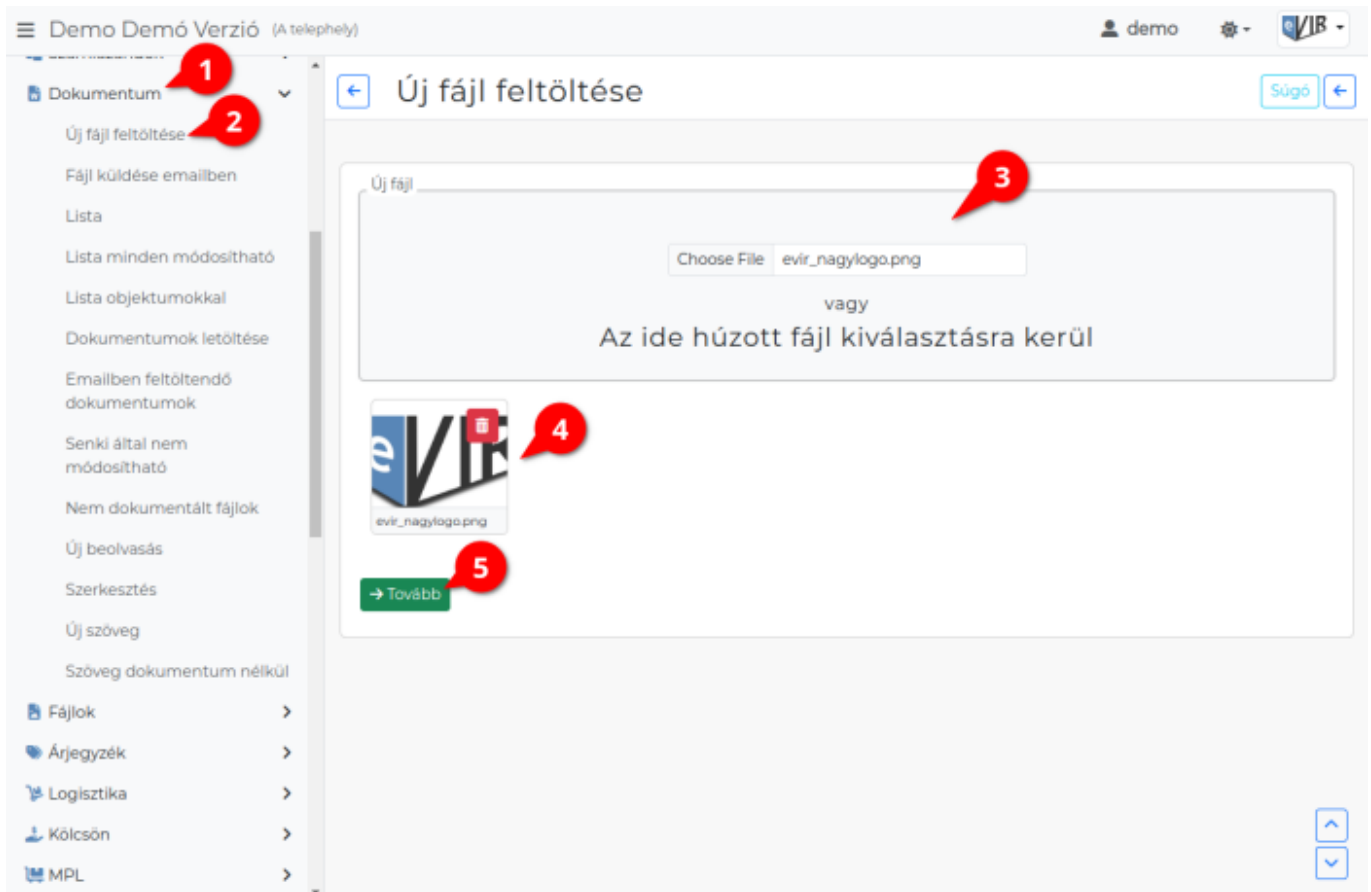 Demo Demó Verzió (A telephely)
demo
eVIR
1
Dokumentum
Új fájl feltöltése
Súgó
2
Új fájl feltöltése
Fájl küldése emailben
Lista
Lista minden módosítható
Lista objektumokkal
Dokumentumok letöltése
Emailben feltöltendő
dokumentumok
Senki által nem
módosítható
Nem dokumentált fájlok
Új beolvasás
Szerkesztés
Új szöveg
Szöveg dokumentum nélkül
Fájlok
Árjegyzék
Logisztika
Kölcsön
MPL
Új fájl
3
Choose File evir_nagylogo.png
vagy
Az ide húzott fájl kiválasztásra kerül
eVIR
4
evir_nagylogo.png
5
Tovább